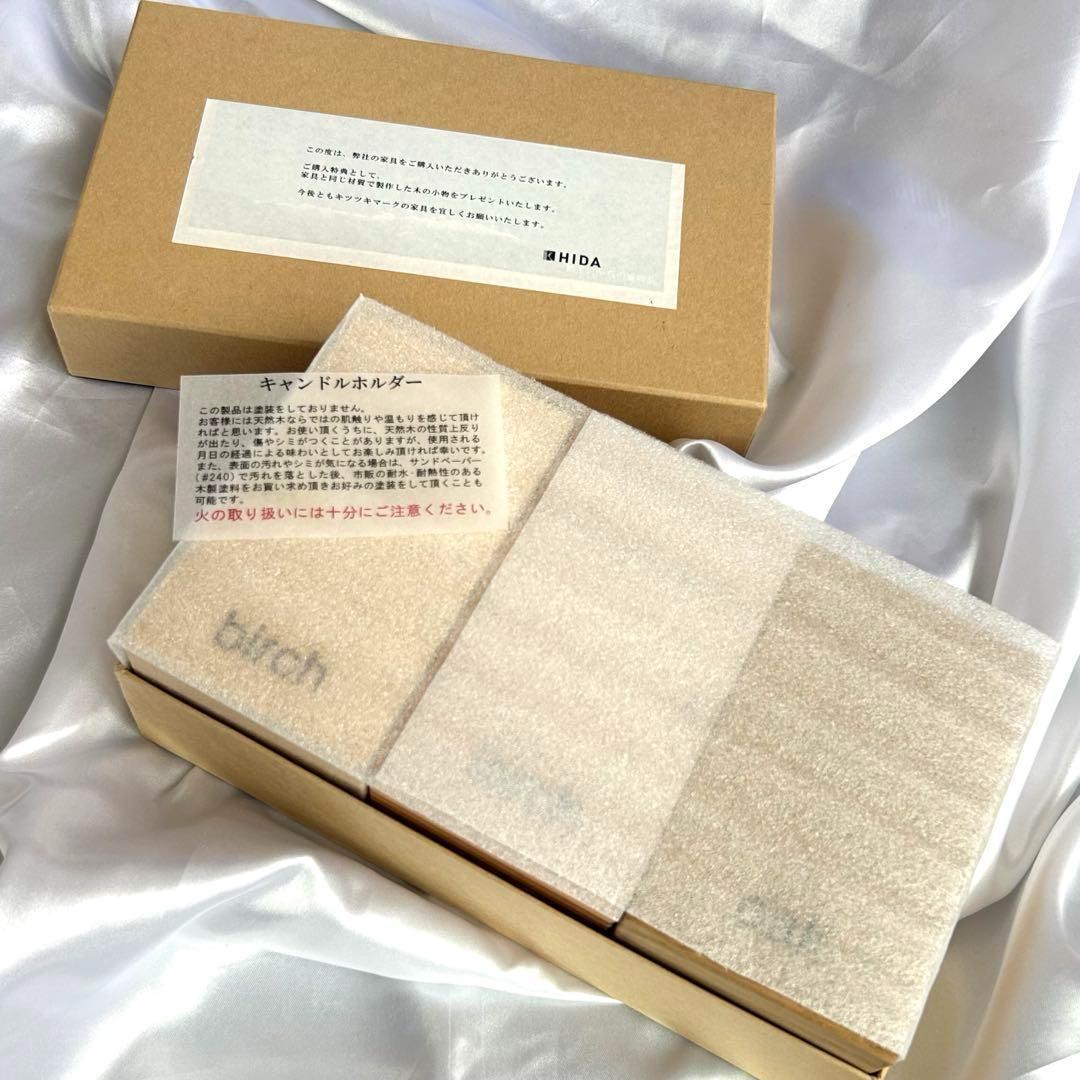 この度は、弊社の家具をご購入いただきありがとうございます。
ご購入特典として、
家具と同じ材質で製作した木の小物をプレゼントいたします。
今後ともキツツキマークの家具を宜しくお願いいたします。
HIDA
キャンドルホルダー
この製品は塗装をしておりません。
お客様には天然木ならではの肌触りや温もりを感じて頂け
ればと思います。お使い頂くうちに、天然木の性質上反り
が出たり、傷やシミがつくことがありますが、使用される
月日の経過による味わいとしてお楽しみ頂ければ幸いです。
また、表面の汚れやシミが気になる場合は、サンドペーパー
(#240)で汚れを落とした後、市販の耐水・耐熱性のある
木製塗料をお買い求め頂きお好みの塗装をして頂くことも
可能です。
火の取り扱いには十分にご注意ください。
birch